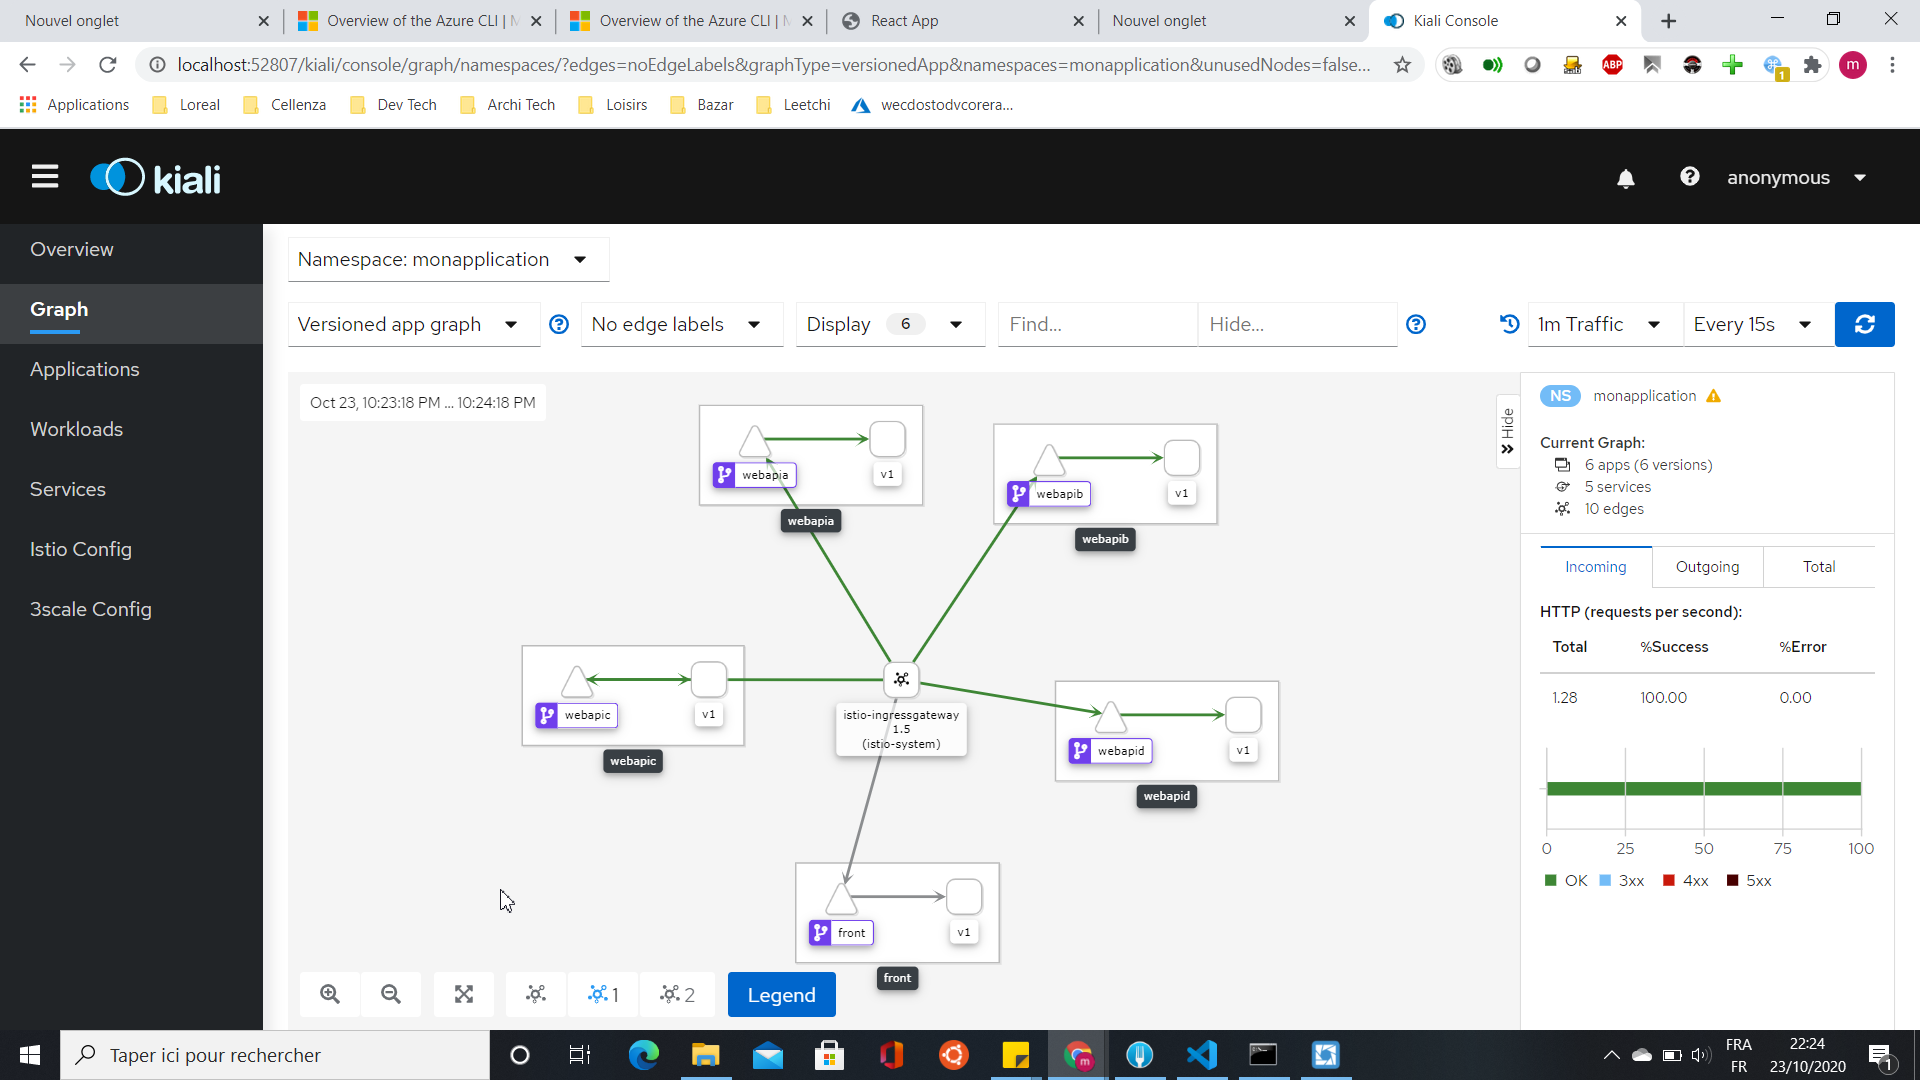 Nouvel onglet
Overview of the Azure CLI | M
Overview of the Azure CLI | M
React App
Nouvel onglet
Kiali Console
localhost:52807/kiali/console/graph/namespaces/?edges=noEdgeLabels&graphType=versionedApp&namespaces=monapplication&unusedNodes=false...
ABP
1
m
Applications
Loreal
Cellenza
Dev Tech
Archi Tech
Loisirs
Bazar
Leetchi
wecdostodvcorera...
kiali
anonymous
Overview
Graph
Applications
Workloads
Services
Istio Config
3scale Config
Namespace: monapplication
Versioned app graph
No edge labels
Display 6
Find...
Hide...
1m Traffic
Every 15s
Oct 23, 10:23:18 PM ... 10:24:18 PM
webapia
v1
webapia
webapib
v1
webapib
webapic
v1
webapic
istio-ingressgateway
1.5
(istio-system)
webapid
v1
webapid
front
v1
front
1
2
Legend
Hide
NS monapplication
Current Graph:
6 apps (6 versions)
5 services
10 edges
Incoming
Outgoing
Total
HTTP (requests per second):
Total %Success %Error
1.28 100.00 0.00
0 25 50 75 100
OK 3xx 4xx 5xx
Taper ici pour rechercher
m
FRA
FR
22:24
23/10/2020
1